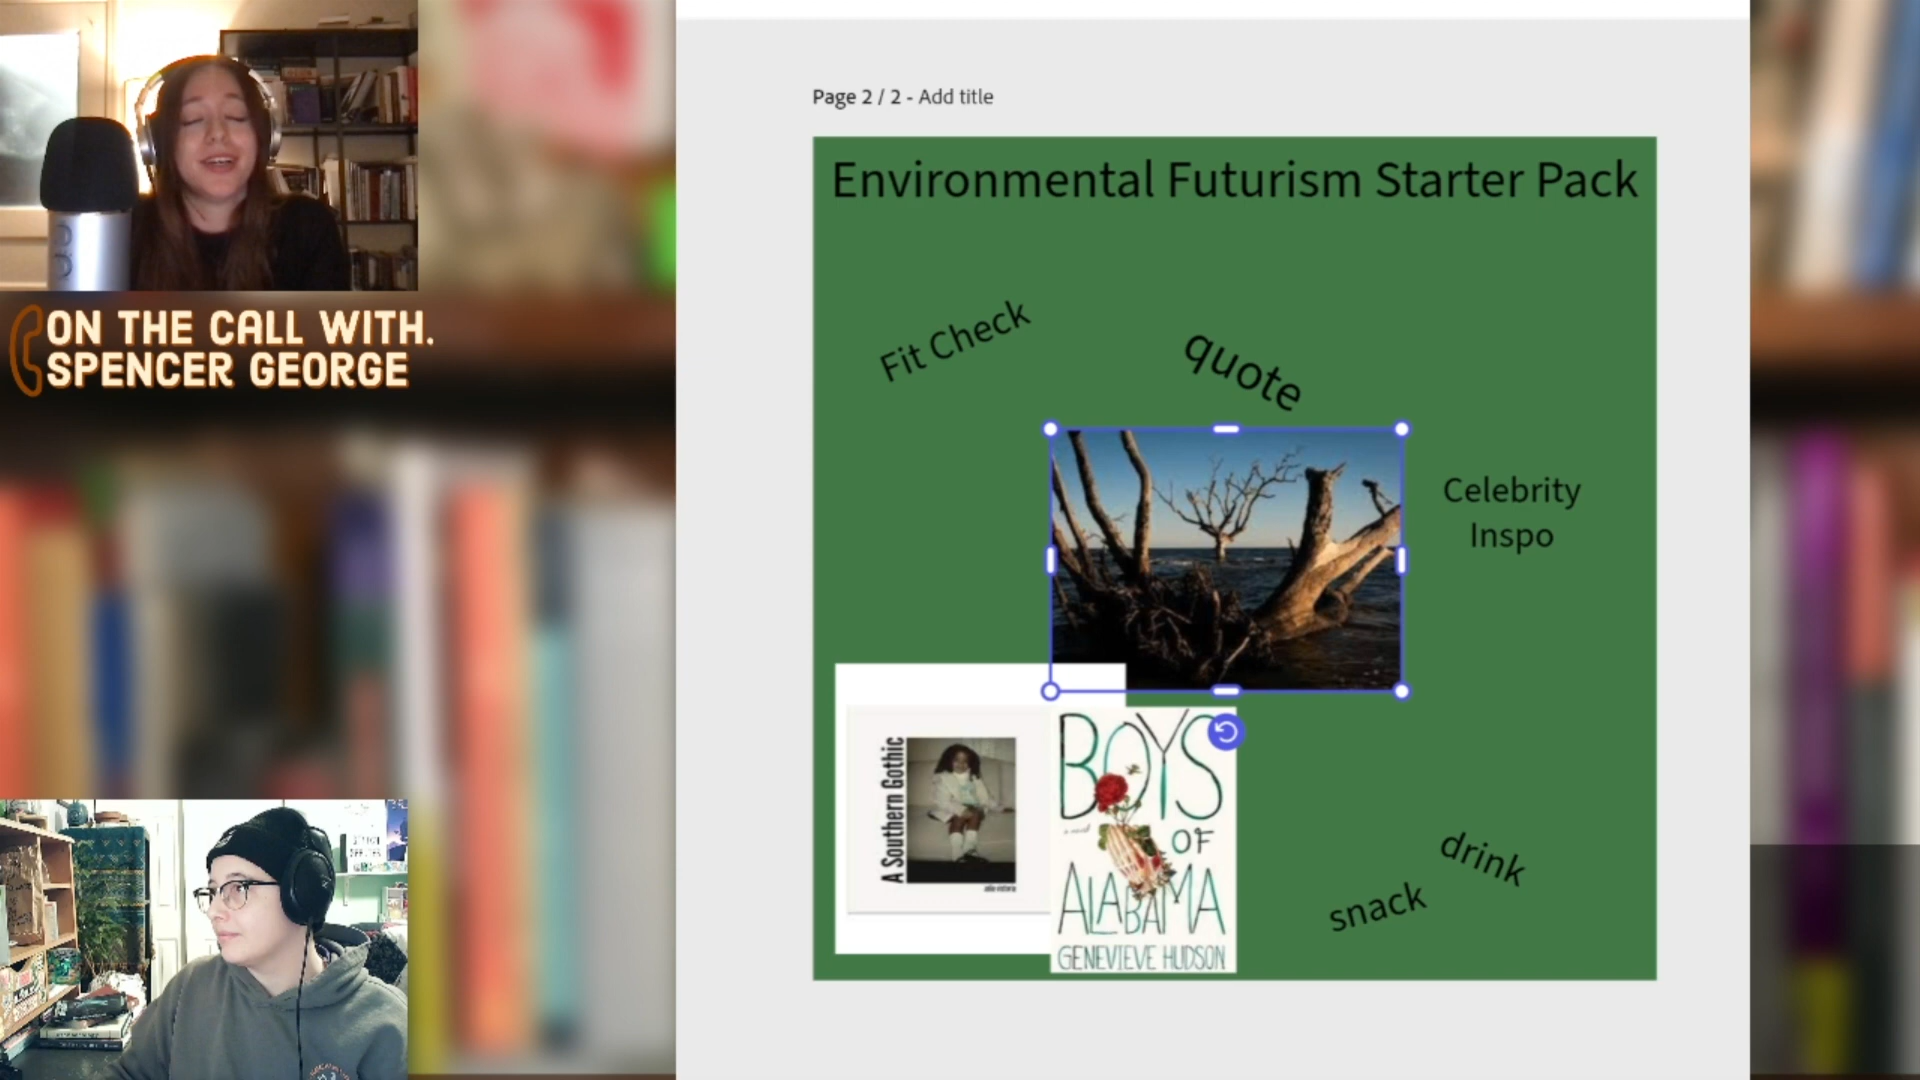 Page 2 / 2 - Add title
Environmental Futurism Starter Pack
ON THE CALL WITH.
SPENCER GEORGE
Fit Check
quote
Celebrity
Inspo
A Southern Gothic
BOYS
a novel
OF
ALABAMA
GENEVIEVE HUDSON
drink
snack